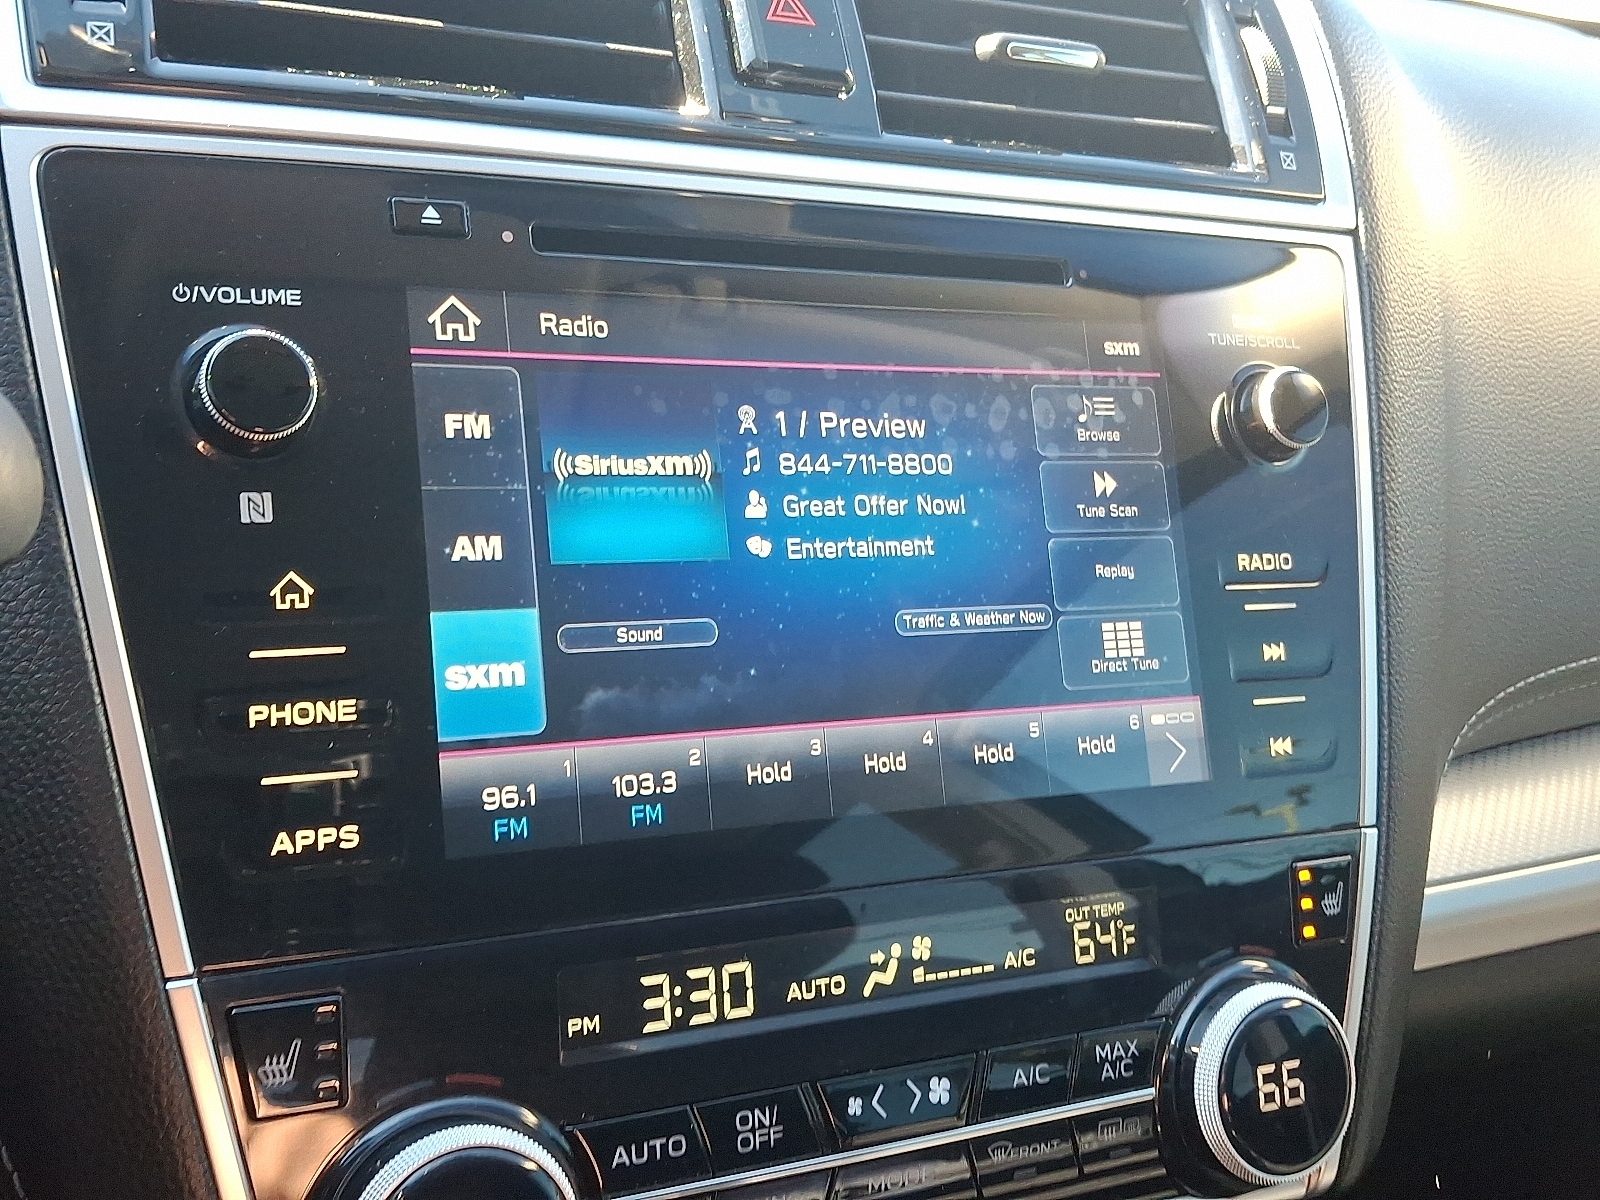 /VOLUME
TUNE/SCROLL
Radio
sxm
FM
AM
sxm
((SiriusXM))
1 / Preview
844-711-8800
Great Offer Now!
Entertainment
Sound
Traffic & Weather Now
Browse
Tune Scan
Replay
Direct Tune
1
96.1
FM
2
103.3
FM
3
Hold
4
Hold
5
Hold
6
Hold
N
PHONE
APPS
RADIO
PM 3:30 AUTO A/C
OUT TEMP
64°F
AUTO
ON/
OFF
A/C
MAX
A/C
66
MODE
FRONT